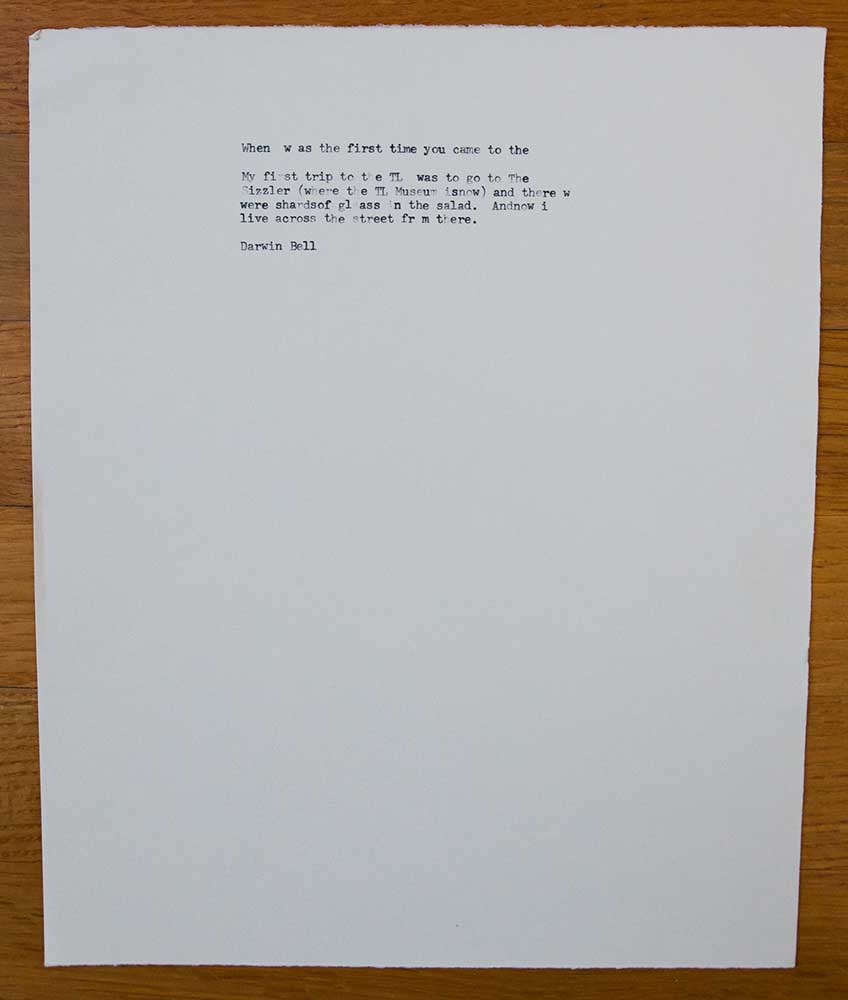 When  w as the first time you came to the
My first trip to the TL  was to go to The
Sizzler (where the TL Museum isnow) and there w
were shardsof gl ass in the salad.  Andnow i
live across the street fr m there.
Darwin Bell